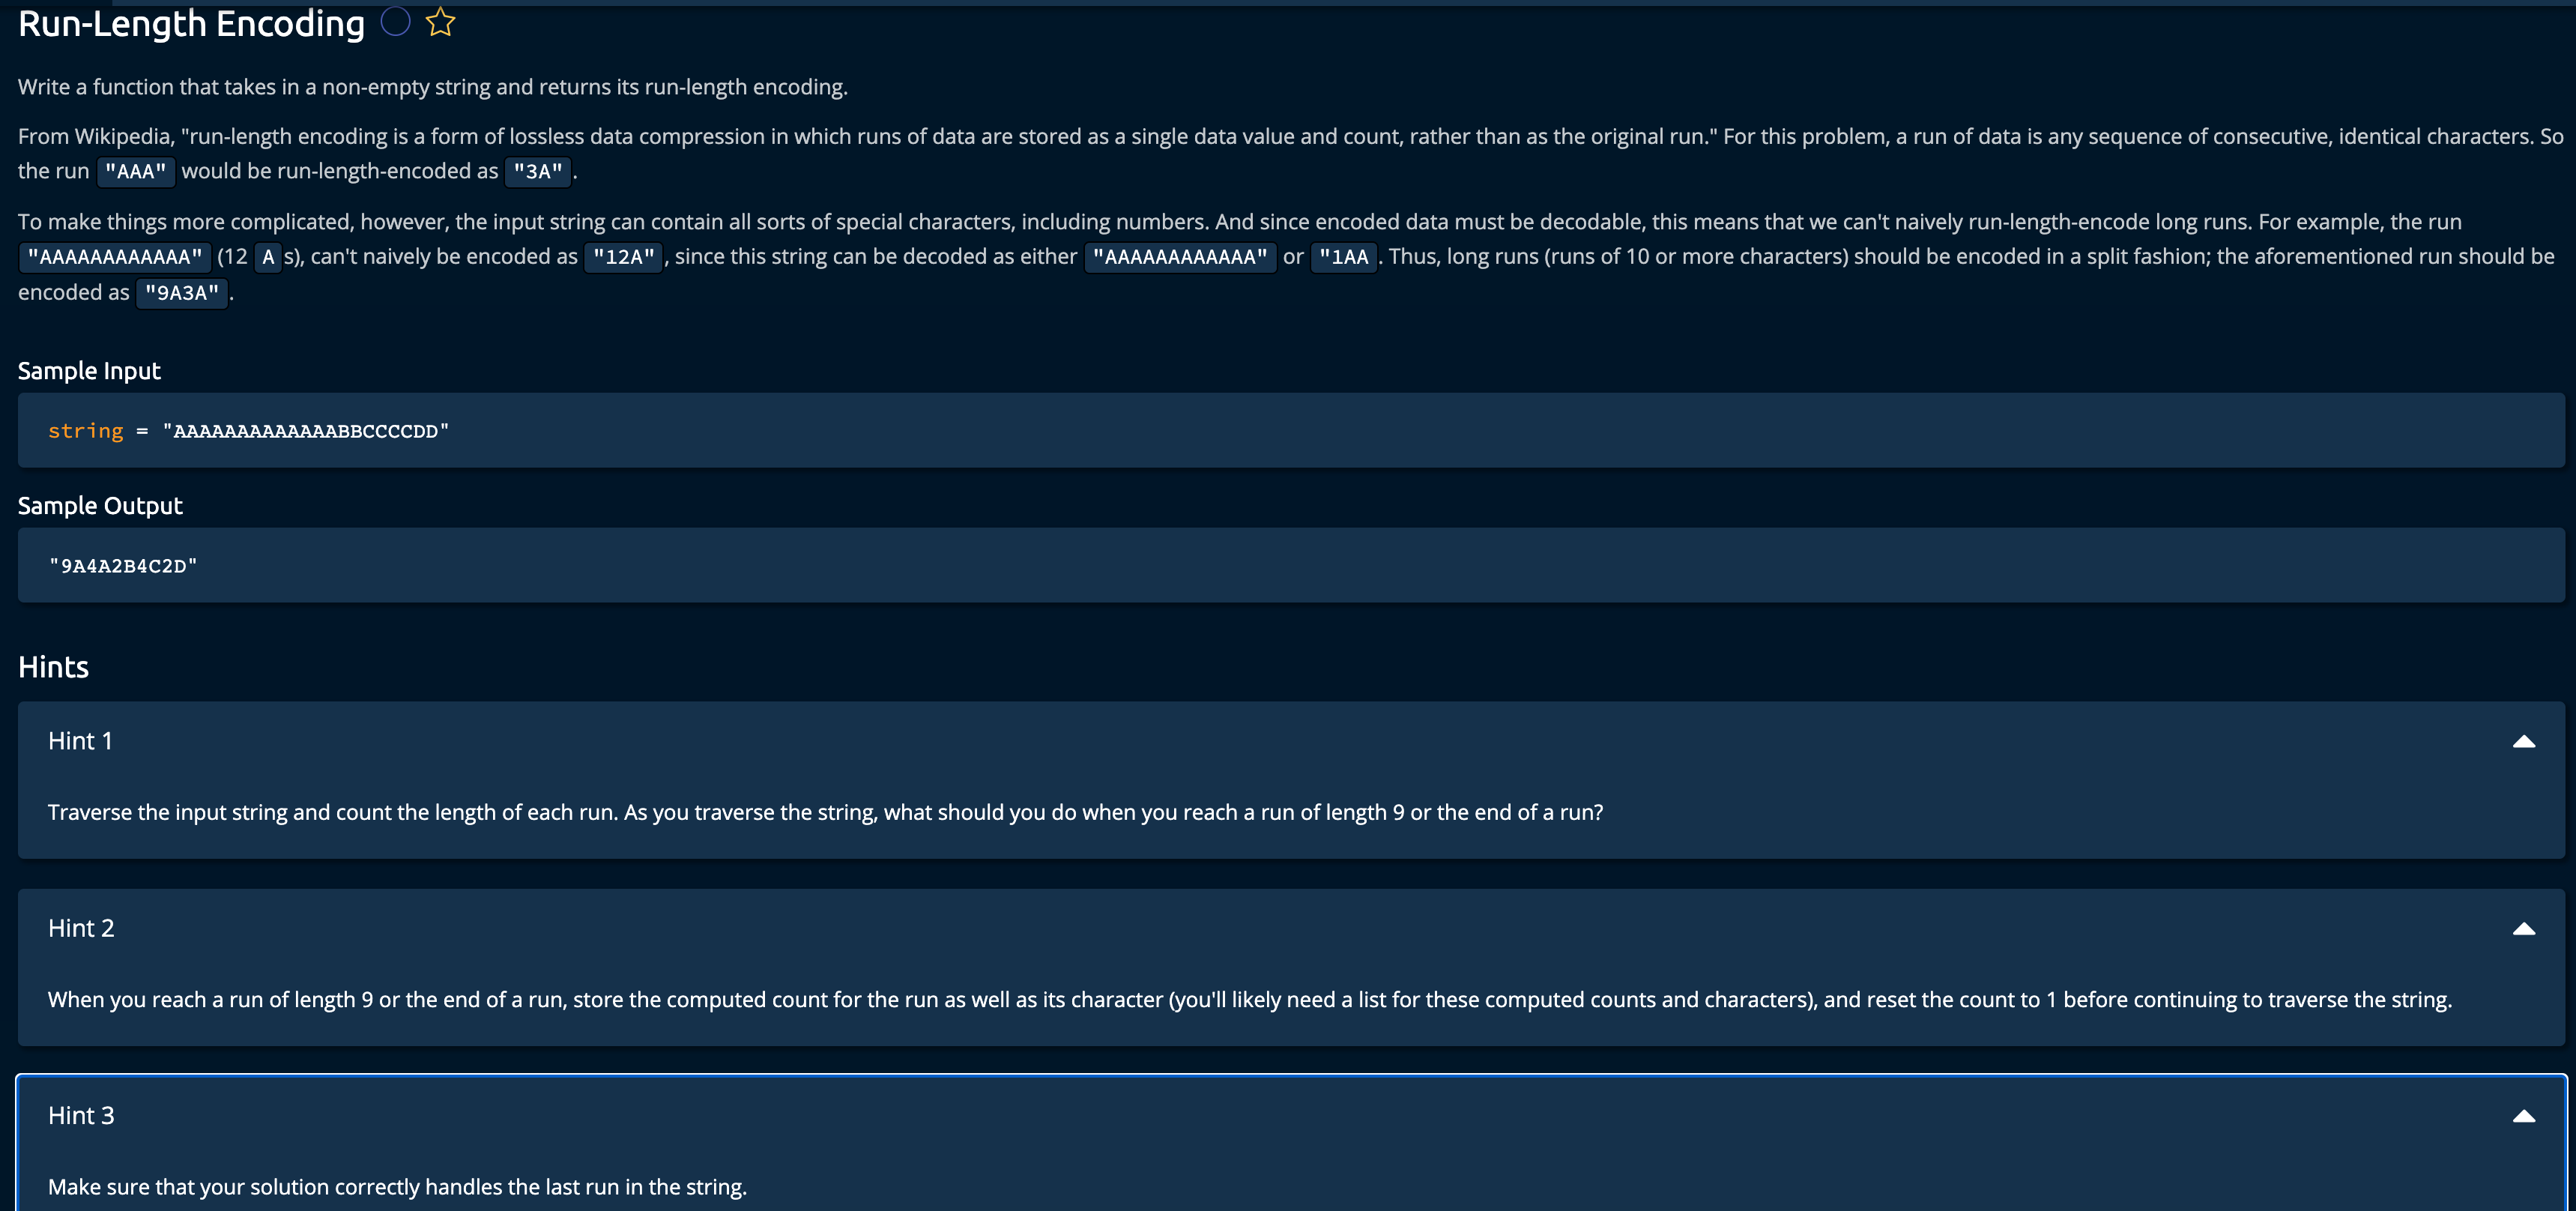 Run-Length Encoding
Write a function that takes in a non-empty string and returns its run-length encoding.
From Wikipedia, "run-length encoding is a form of lossless data compression in which runs of data are stored as a single data value and count, rather than as the original run." For this problem, a run of data is any sequence of consecutive, identical characters. So
the run "AAA" would be run-length-encoded as "3A" .
To make things more complicated, however, the input string can contain all sorts of special characters, including numbers. And since encoded data must be decodable, this means that we can't naively run-length-encode long runs. For example, the run
"AAAAAAAAAAAA" (12 A s), can't naively be encoded as "12A" , since this string can be decoded as either "AAAAAAAAAAAA" or "1AA . Thus, long runs (runs of 10 or more characters) should be encoded in a split fashion; the aforementioned run should be
encoded as "9A3A" .
Sample Input
string = "AAAAAAAAAAAAABBCCCCDD"
Sample Output
"9A4A2B4C2D"
Hints
Hint 1
Traverse the input string and count the length of each run. As you traverse the string, what should you do when you reach a run of length 9 or the end of a run?
Hint 2
When you reach a run of length 9 or the end of a run, store the computed count for the run as well as its character (you'll likely need a list for these computed counts and characters), and reset the count to 1 before continuing to traverse the string.
Hint 3
Make sure that your solution correctly handles the last run in the string.